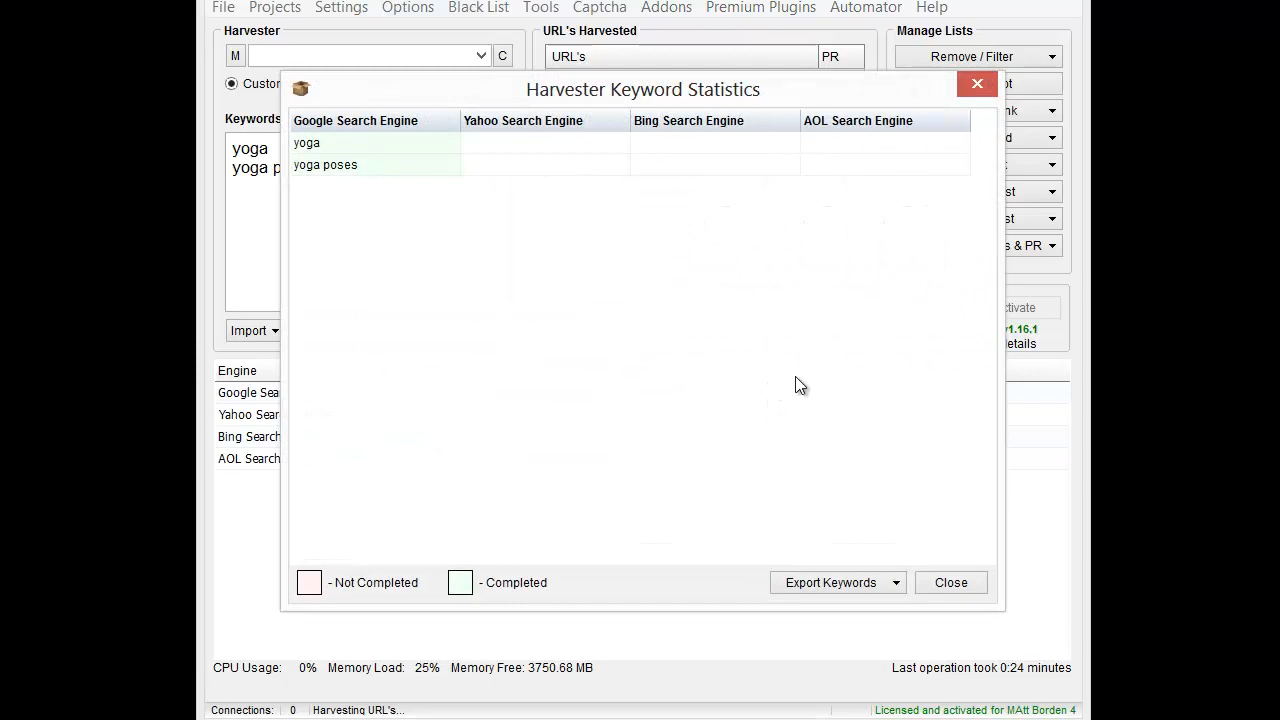 File Projects Settings Options Black List Tools Captcha Addons Premium Plugins Automator Help
Harvester
URL's Harvested
Manage Lists
M
C
URL's
PR
Remove / Filter
Custor
Harvester Keyword Statistics
Keywords
yoga
yoga p
Google Search Engine Yahoo Search Engine Bing Search Engine AOL Search Engine
yoga
yoga poses
- Not Completed
- Completed
Export Keywords
Close
ot
nk
d
st
st
s & PR
ctivate
v1.16.1
details
Import
Engine
Google Sea
Yahoo Sear
Bing Search
AOL Search
CPU Usage: 0% Memory Load: 25% Memory Free: 3750.68 MB
Last operation took 0:24 minutes
Connections: 0 Harvesting URL's...
Licensed and activated for MAtt Borden 4